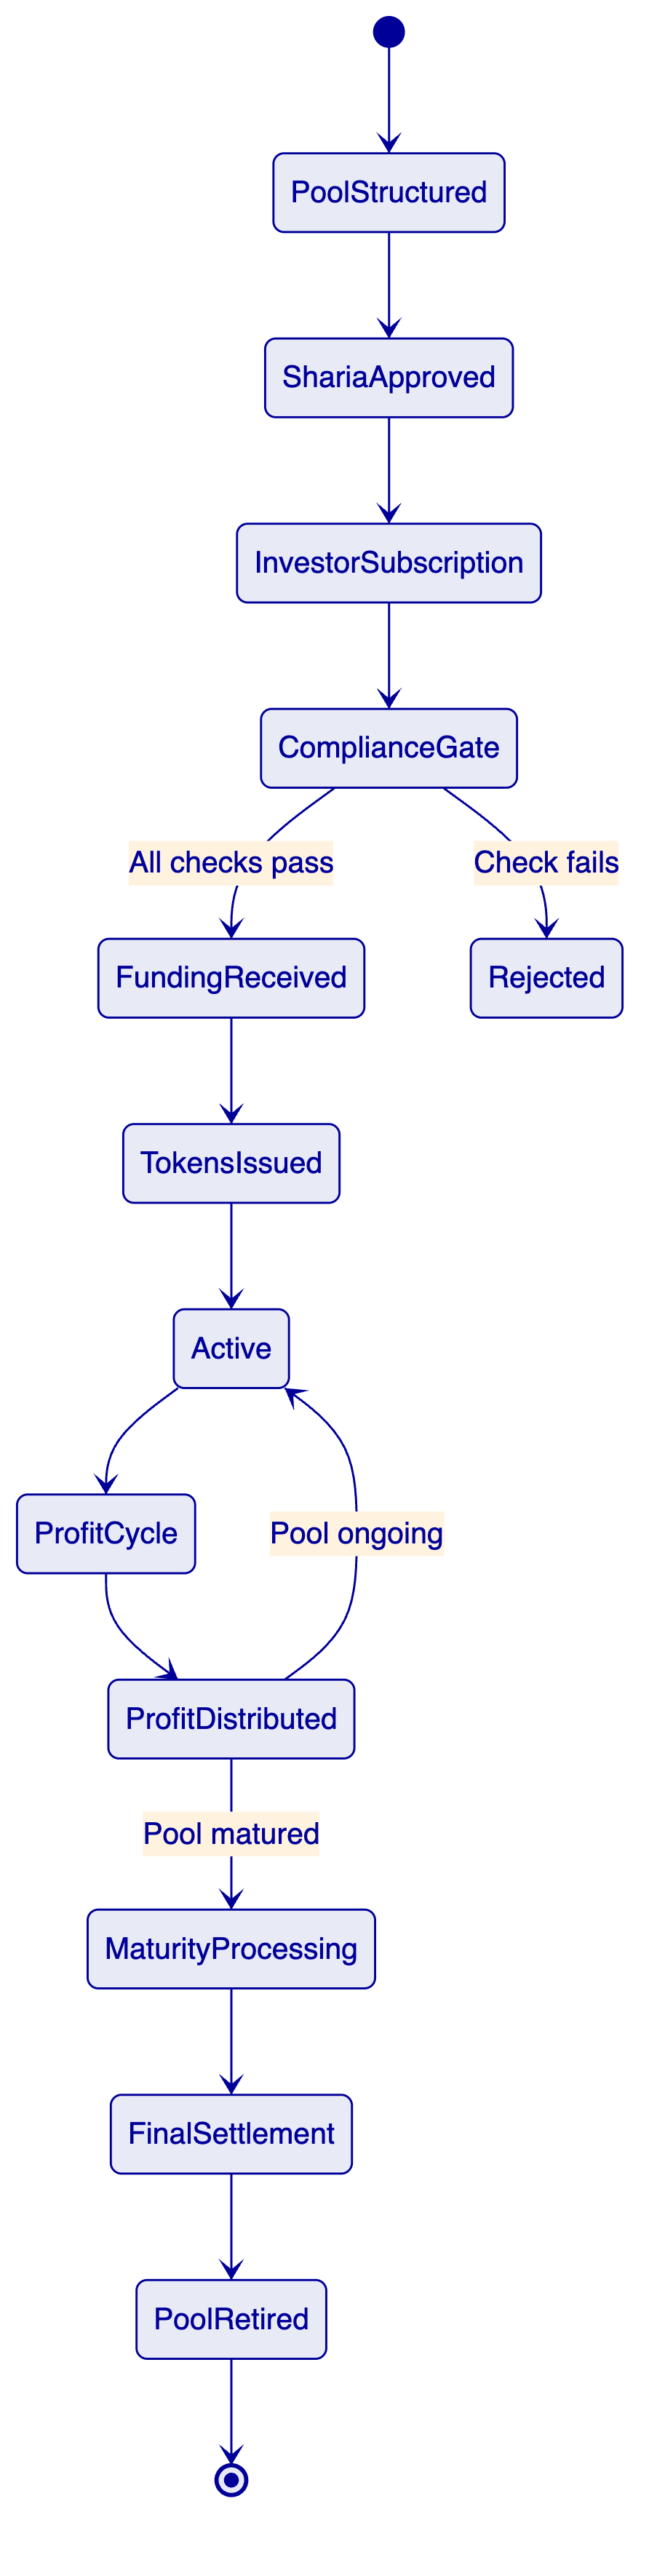 PoolStructured
ShariaApproved
InvestorSubscription
ComplianceGate
All checks pass
Check fails
FundingReceived
Rejected
TokensIssued
Active
ProfitCycle
Pool ongoing
ProfitDistributed
Pool matured
MaturityProcessing
FinalSettlement
PoolRetired